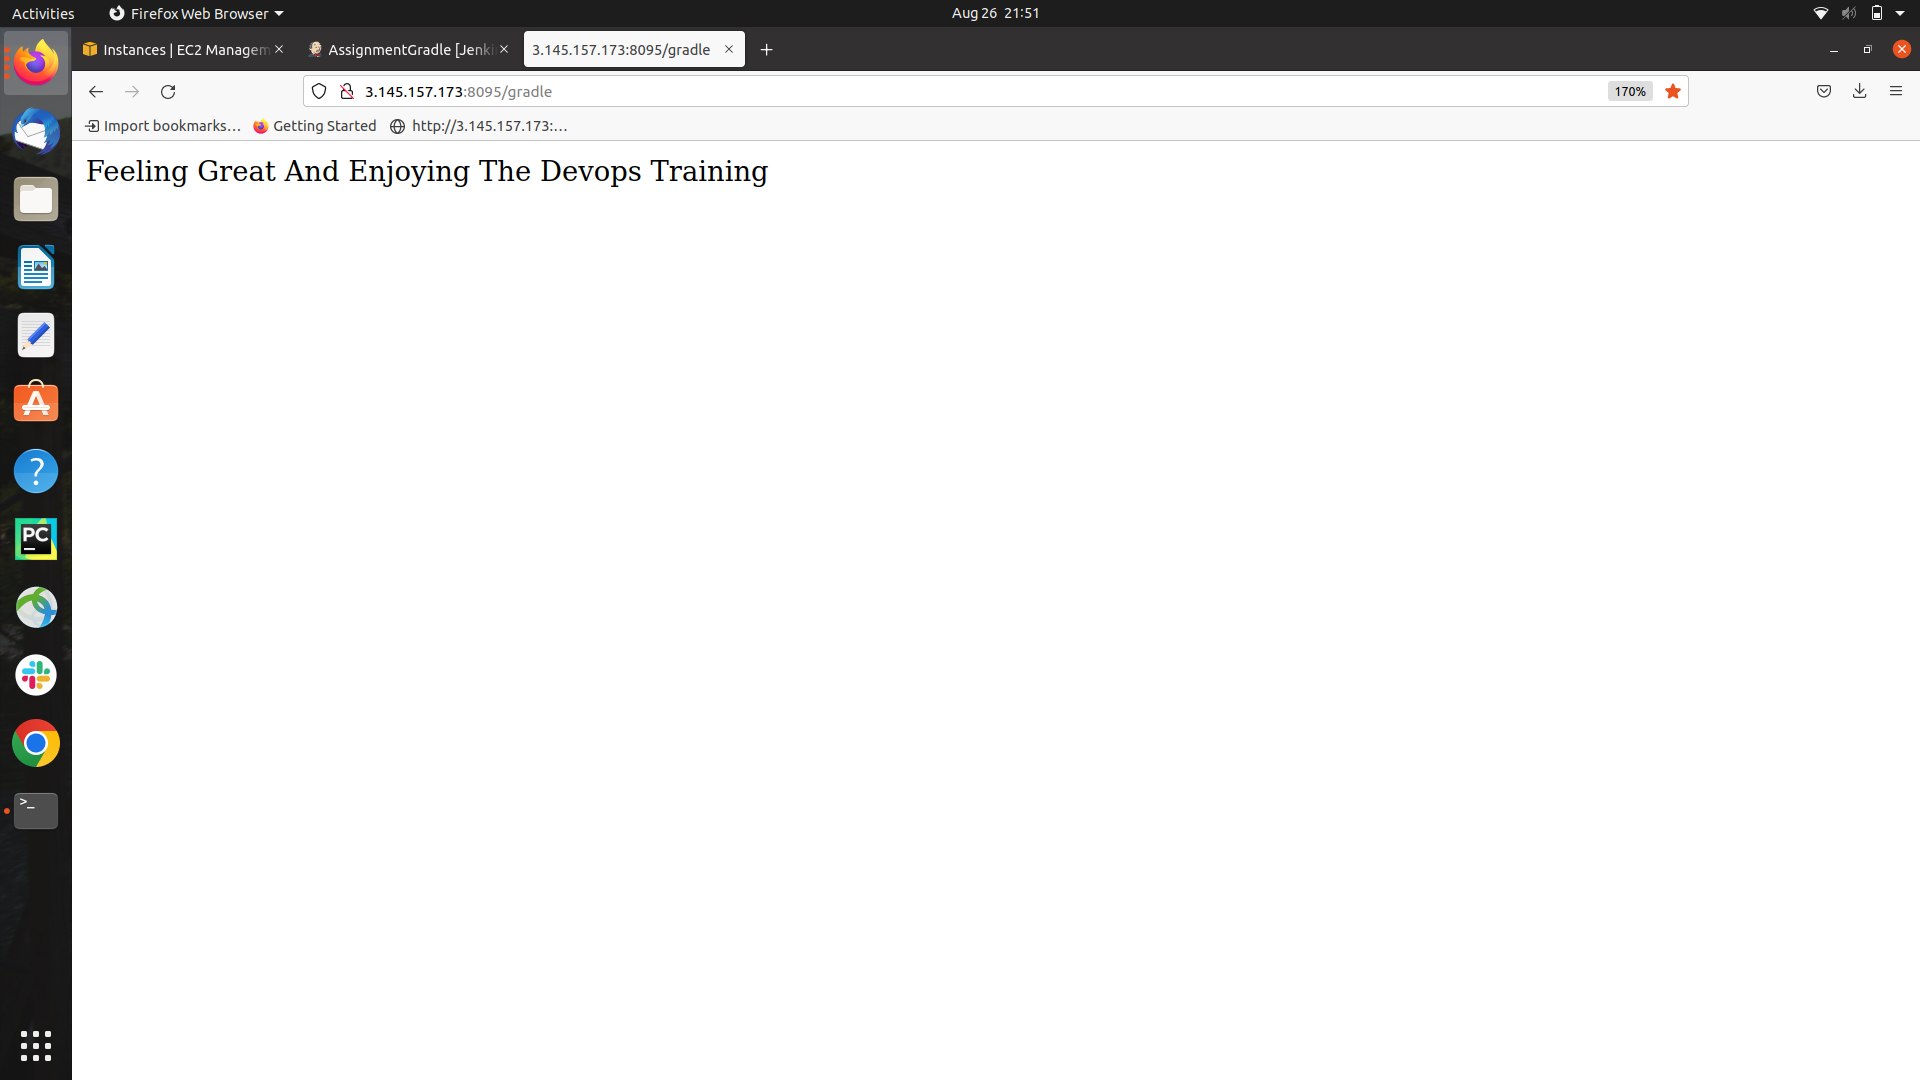 Activities
Firefox Web Browser
Aug 26 21:51
Instances | EC2 Managem
AssignmentGradle [Jenki
3.145.157.173:8095/gradle
3.145.157.173:8095/gradle
170%
Import bookmarks...
Getting Started
http://3.145.157.173:...
Feeling Great And Enjoying The Devops Training
A
?
PC
>_